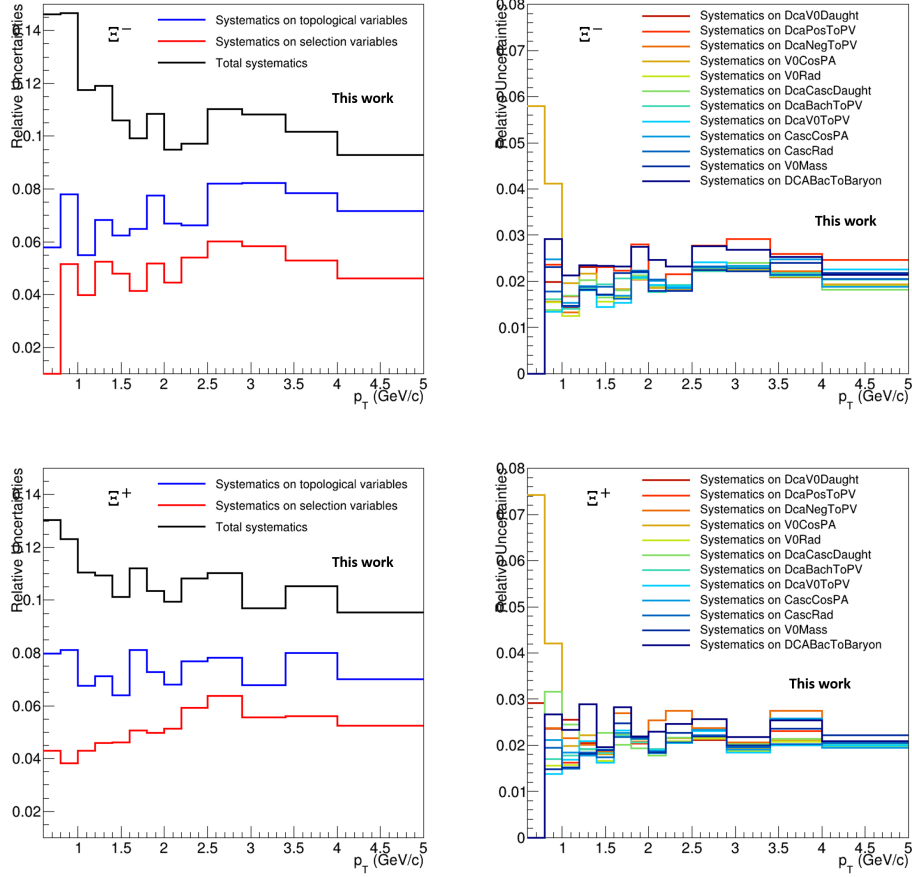 Relative Uncertainties
0.14
0.12
0.1
0.08
0.06
0.04
0.02
Ξ⁻
Systematics on topological variables
Systematics on selection variables
Total systematics
This work
1 1.5 2 2.5 3 3.5 4 4.5 5
p_T (GeV/c)
Relative Uncertainties
0.08
0.07
0.06
0.05
0.04
0.03
0.02
0.01
0
Ξ⁻
Systematics on DcaV0Daught
Systematics on DcaPosToPV
Systematics on DcaNegToPV
Systematics on V0CosPA
Systematics on V0Rad
Systematics on DcaCascDaught
Systematics on DcaBachToPV
Systematics on DcaV0ToPV
Systematics on CascCosPA
Systematics on CascRad
Systematics on V0Mass
Systematics on DCABacToBaryon
This work
1 1.5 2 2.5 3 3.5 4 4.5 5
p_T (GeV/c)
Relative Uncertainties
0.14
0.12
0.1
0.08
0.06
0.04
0.02
Ξ⁺
Systematics on topological variables
Systematics on selection variables
Total systematics
This work
1 1.5 2 2.5 3 3.5 4 4.5 5
p_T (GeV/c)
Relative Uncertainties
0.08
0.07
0.06
0.05
0.04
0.03
0.02
0.01
0
Ξ⁺
Systematics on DcaV0Daught
Systematics on DcaPosToPV
Systematics on DcaNegToPV
Systematics on V0CosPA
Systematics on V0Rad
Systematics on DcaCascDaught
Systematics on DcaBachToPV
Systematics on DcaV0ToPV
Systematics on CascCosPA
Systematics on CascRad
Systematics on V0Mass
Systematics on DCABacToBaryon
This work
1 1.5 2 2.5 3 3.5 4 4.5 5
p_T (GeV/c)